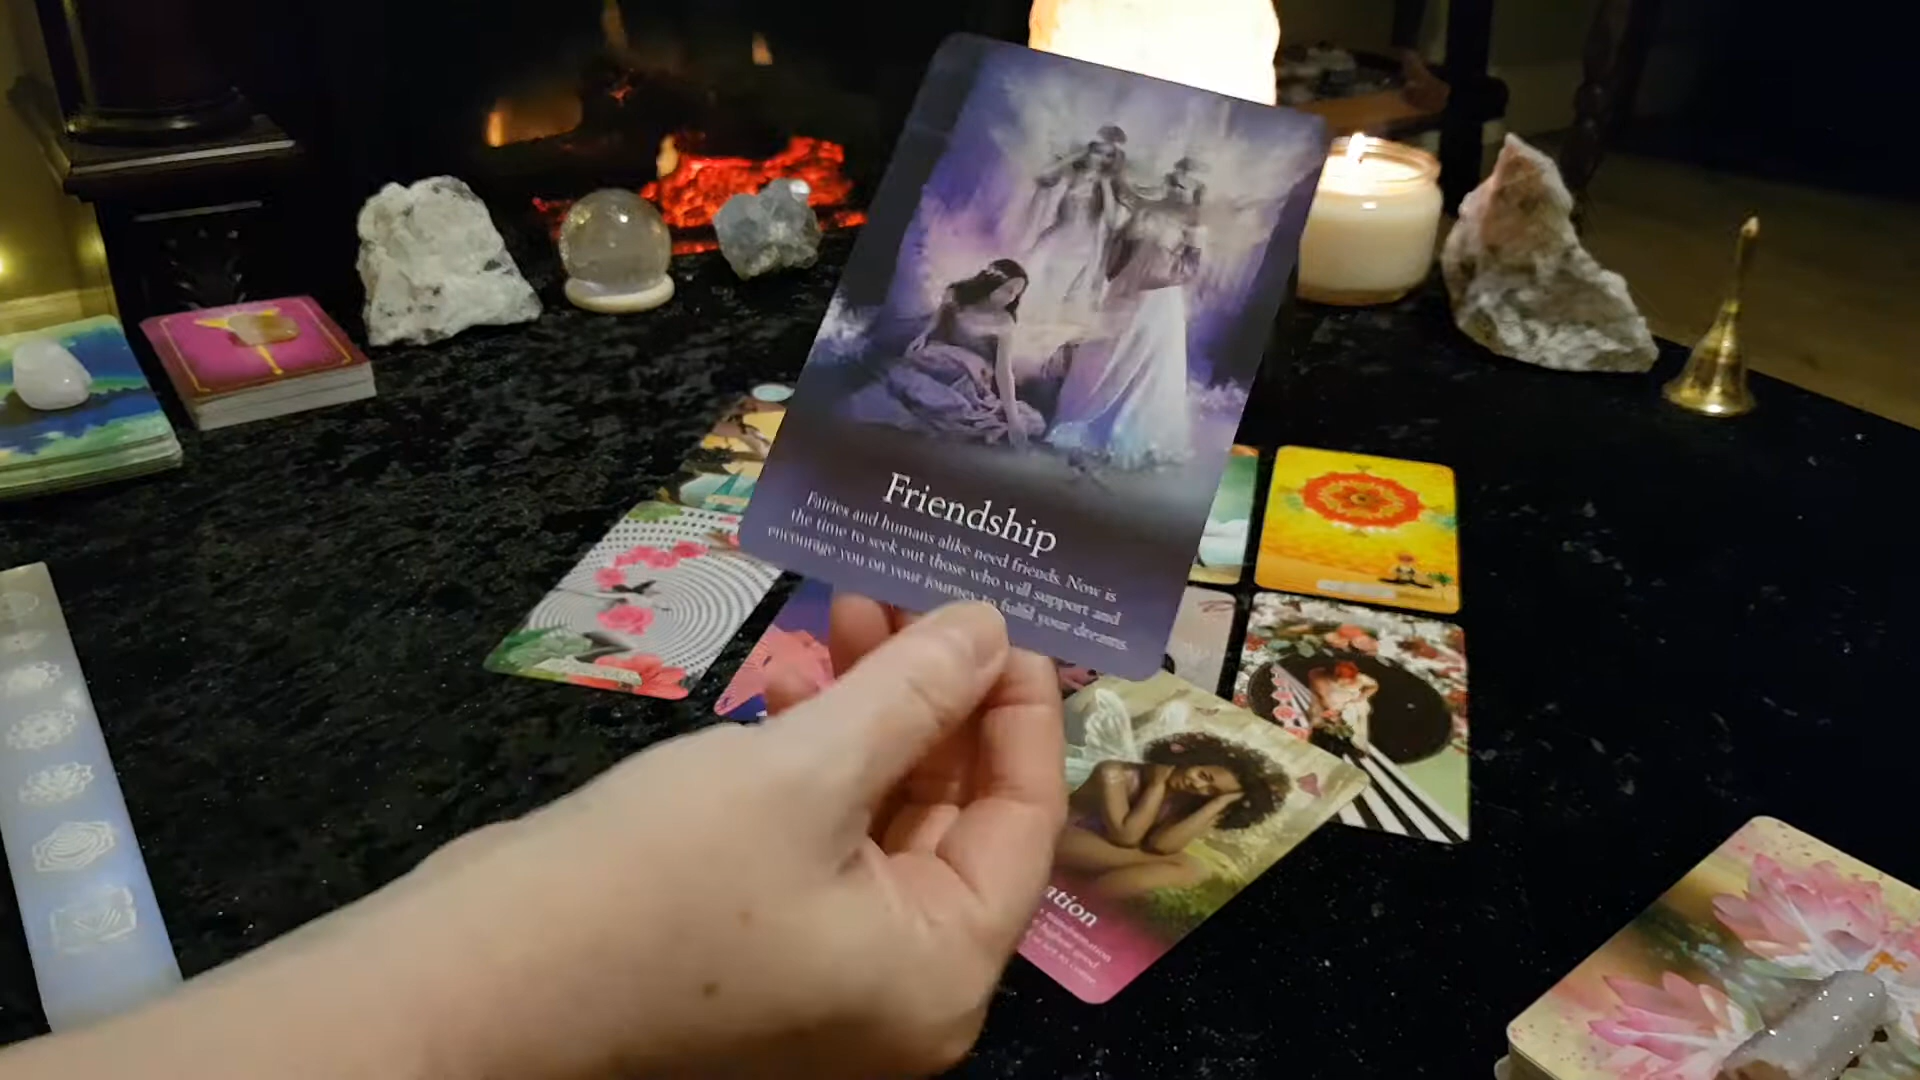 Friendship
Fairies and humans alike need friends. Now is
the time to seek out those who will support and
encourage you on your journey to fulfil your dreams.
ation